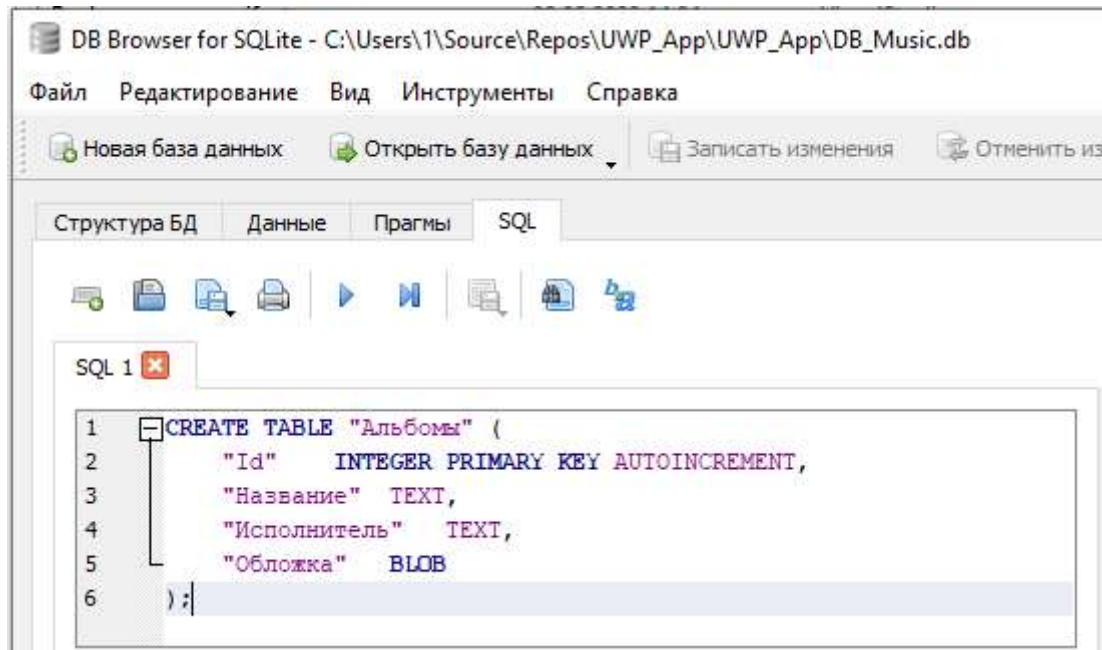 DB Browser for SQLite - C:\Users\1\Source\Repos\UWP_App\UWP_App\DB_Music.db
Файл Редактирование Вид Инструменты Справка
Новая база данных Открыть базу данных Записать изменения Отменить из
Структура БД Данные Прагмы SQL
SQL 1
1 CREATE TABLE "Альбомы" (
2 "Id" INTEGER PRIMARY KEY AUTOINCREMENT,
3 "Название" TEXT,
4 "Исполнитель" TEXT,
5 "Обложка" BLOB
6 );